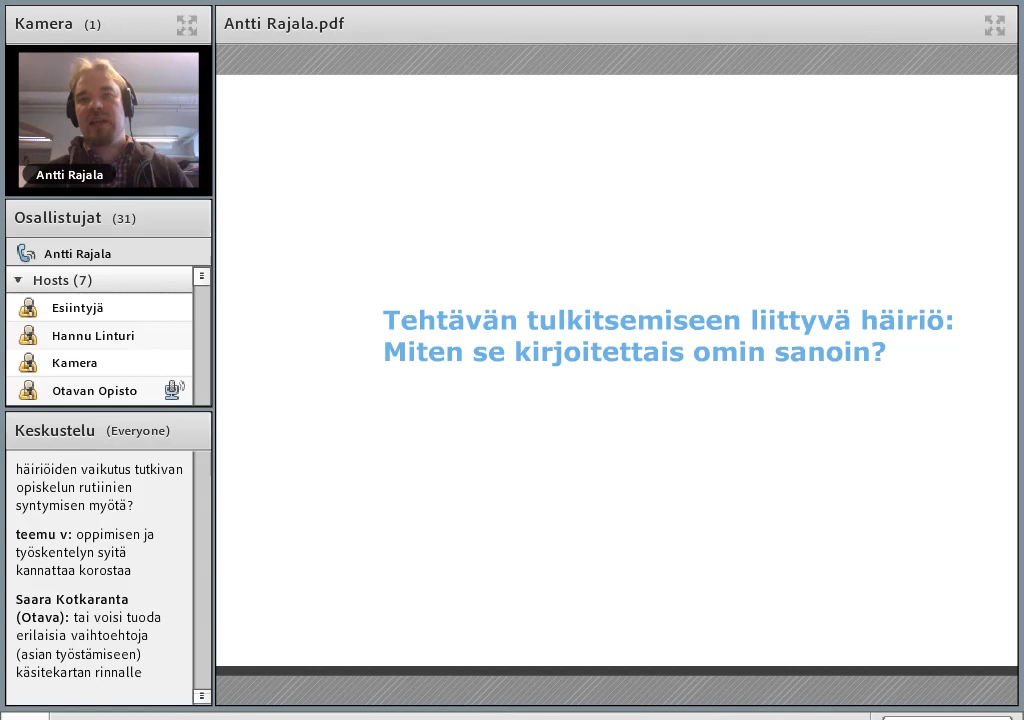 Kamera (1)
Antti Rajala
Osallistujat (31)
Antti Rajala
Hosts (7)
Esiintyjä
Hannu Linturi
Kamera
Otavan Opisto
Keskustelu (Everyone)
häiriöiden vaikutus tutkivan
opiskelun rutiinien
syntymisen myötä?
teemu v: oppimisen ja
työskentelyn syitä
kannattaa korostaa
Saara Kotkaranta
(Otava): tai voisi tuoda
erilaisia vaihtoehtoja
(asian työstämiseen)
käsitekartan rinnalle
Antti Rajala.pdf
Tehtävän tulkitsemiseen liittyvä häiriö:
Miten se kirjoitettais omin sanoin?